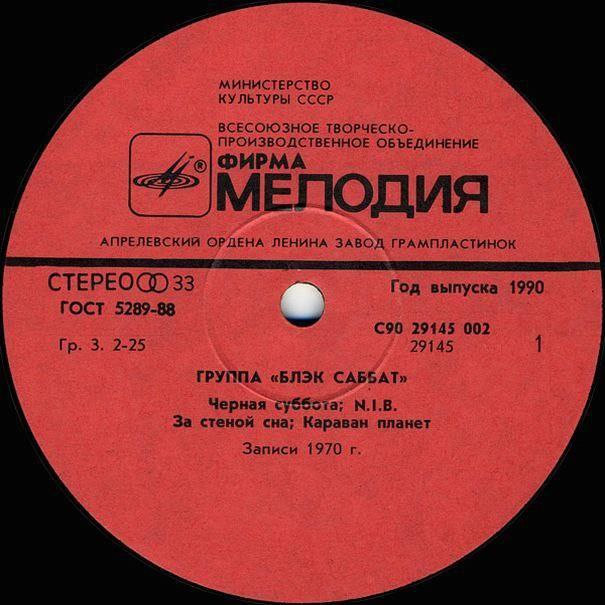 МИНИСТЕРСТВО
КУЛЬТУРЫ СССР
ВСЕСОЮЗНОЕ ТВОРЧЕСКО-
ПРОИЗВОДСТВЕННОЕ ОБЪЕДИНЕНИЕ
ФИРМА
®
МЕЛОДИЯ
АПРЕЛЕВСКИЙ ОРДЕНА ЛЕНИНА ЗАВОД ГРАМПЛАСТИНОК
СТЕРЕО 33
Год выпуска 1990
ГОСТ 5289-88
С90 29145 002
Гр. 3. 2-25
29145
1
ГРУППА «БЛЭК САББАТ»
Черная суббота; N.I.B.
За стеной сна; Караван планет
Записи 1970 г.